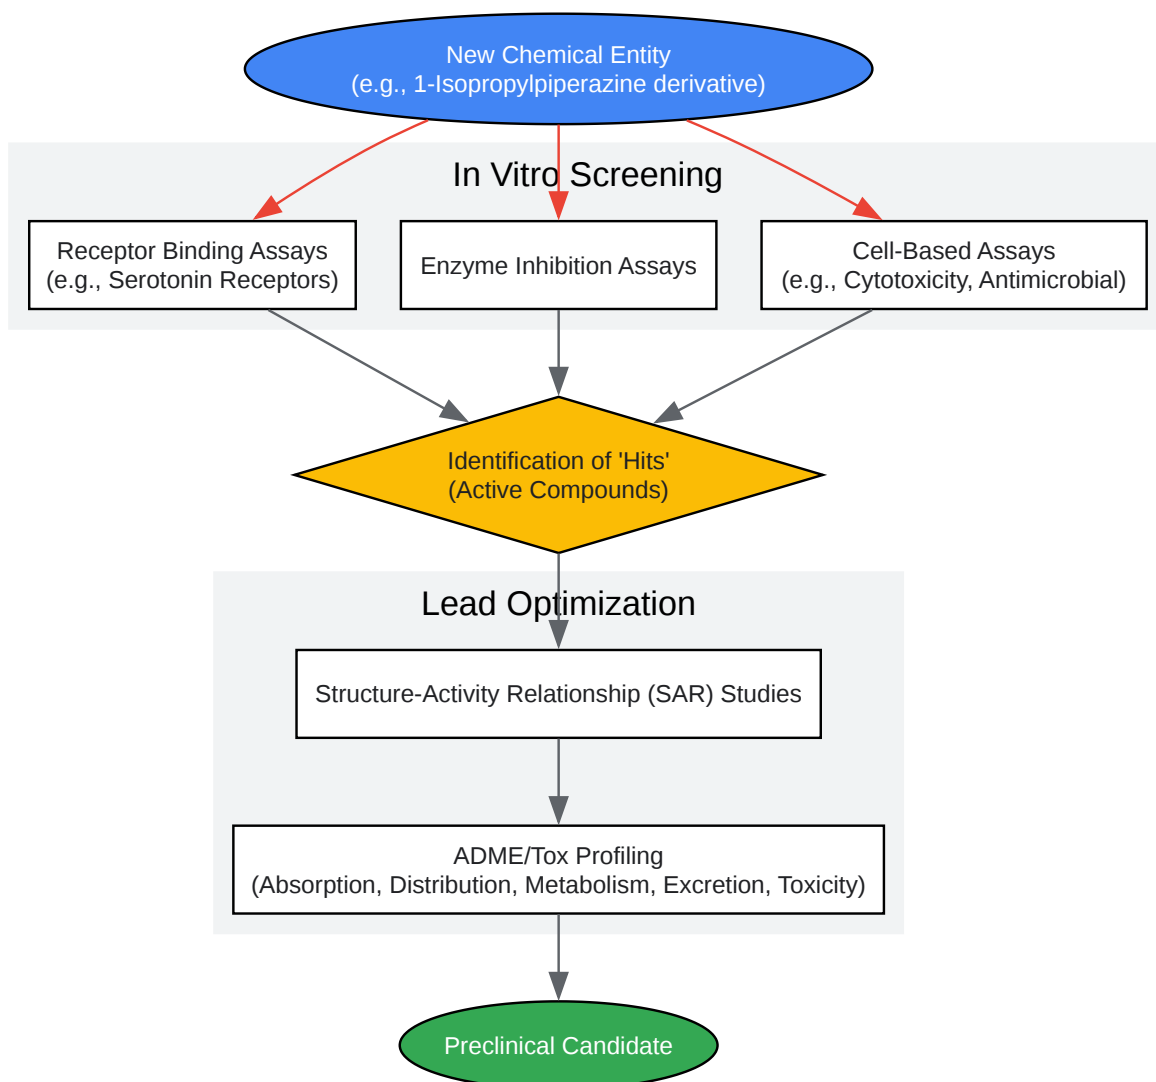 New Chemical Entity
(e.g., 1-Isopropylpiperazine derivative)
In Vitro Screening
Receptor Binding Assays
(e.g., Serotonin Receptors)
Enzyme Inhibition Assays
Cell-Based Assays
(e.g., Cytotoxicity, Antimicrobial)
Identification of 'Hits'
(Active Compounds)
Lead Optimization
Structure-Activity Relationship (SAR) Studies
ADME/Tox Profiling
(Absorption, Distribution, Metabolism, Excretion, Toxicity)
Preclinical Candidate